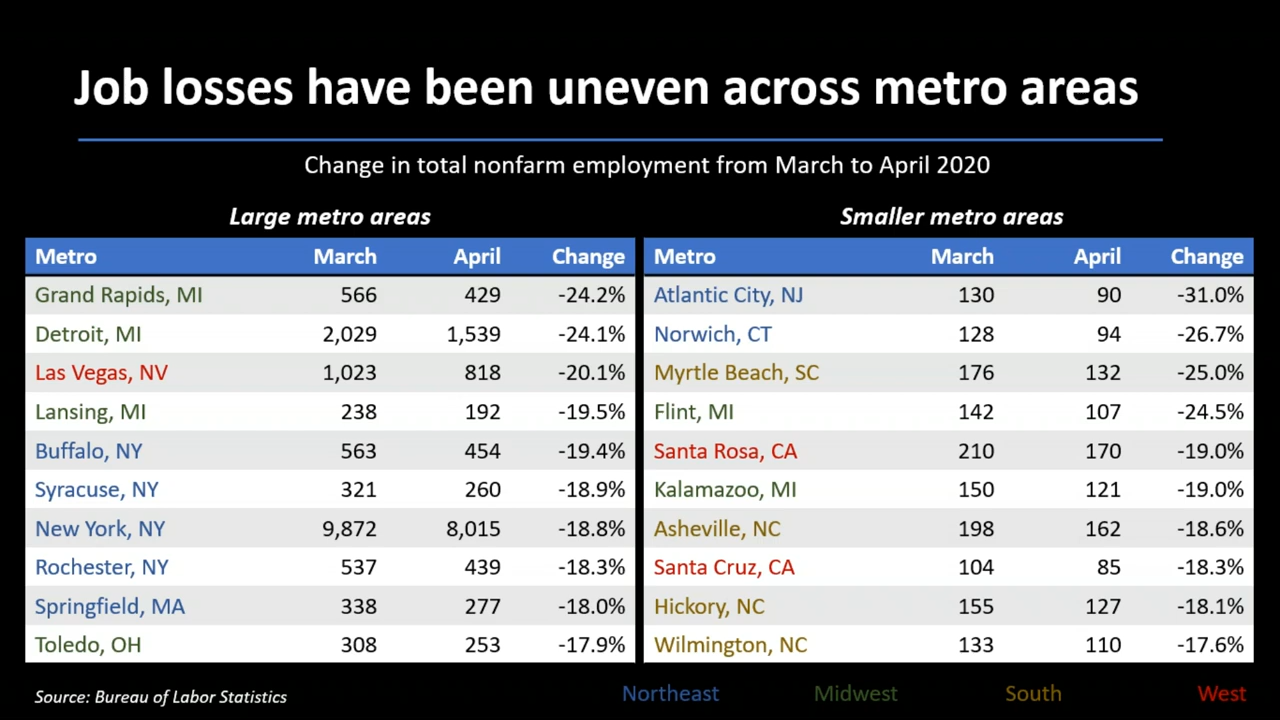 Job losses have been uneven across metro areas
Change in total nonfarm employment from March to April 2020
Large metro areas
Metro March April Change
Grand Rapids, MI 566 429 -24.2%
Detroit, MI 2,029 1,539 -24.1%
Las Vegas, NV 1,023 818 -20.1%
Lansing, MI 238 192 -19.5%
Buffalo, NY 563 454 -19.4%
Syracuse, NY 321 260 -18.9%
New York, NY 9,872 8,015 -18.8%
Rochester, NY 537 439 -18.3%
Springfield, MA 338 277 -18.0%
Toledo, OH 308 253 -17.9%
Smaller metro areas
Metro March April Change
Atlantic City, NJ 130 90 -31.0%
Norwich, CT 128 94 -26.7%
Myrtle Beach, SC 176 132 -25.0%
Flint, MI 142 107 -24.5%
Santa Rosa, CA 210 170 -19.0%
Kalamazoo, MI 150 121 -19.0%
Asheville, NC 198 162 -18.6%
Santa Cruz, CA 104 85 -18.3%
Hickory, NC 155 127 -18.1%
Wilmington, NC 133 110 -17.6%
Source: Bureau of Labor Statistics
Northeast Midwest South West